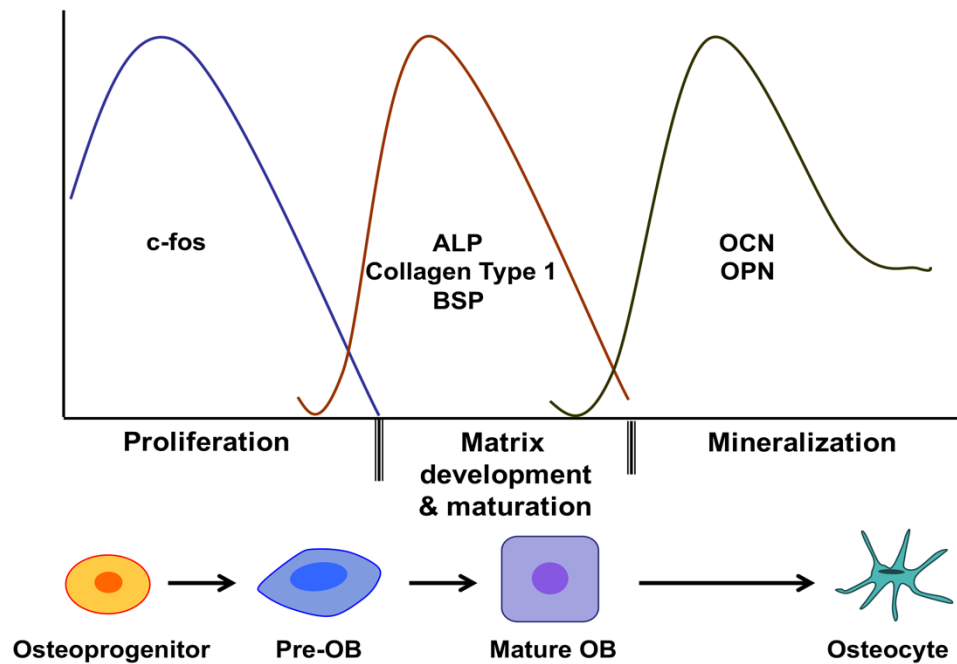 c-fos
ALP
Collagen Type 1
BSP
OCN
OPN
Proliferation
Matrix
development
& maturation
Mineralization
Osteoprogenitor
Pre-OB
Mature OB
Osteocyte